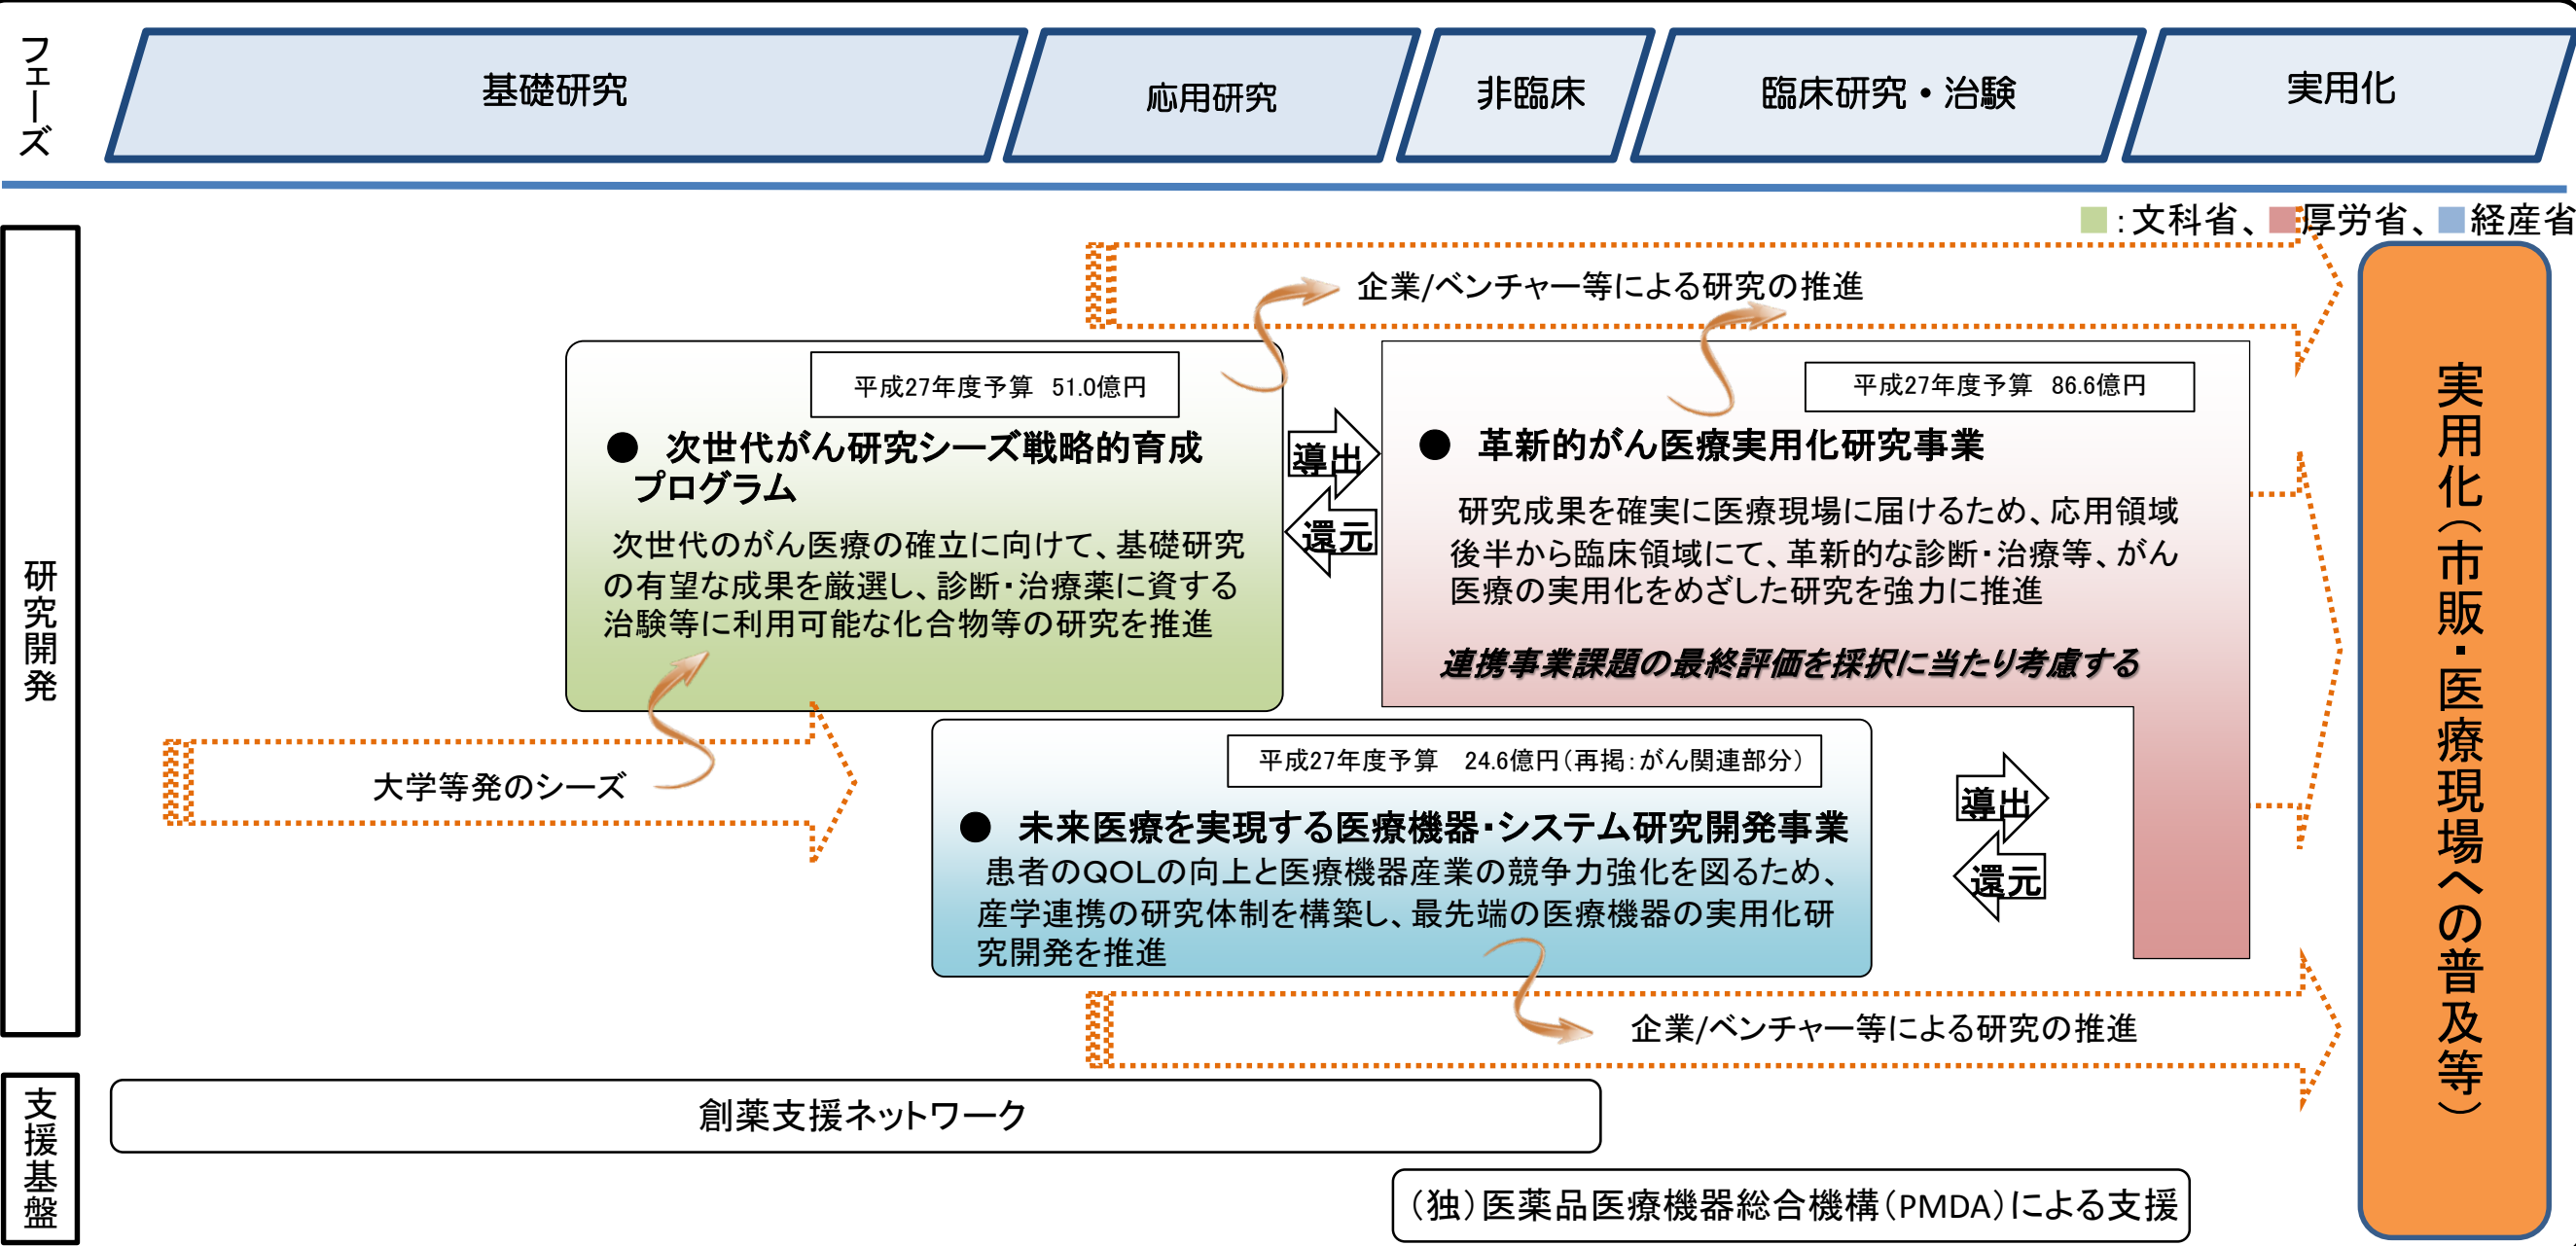 フェーズ
基礎研究
応用研究
非臨床
臨床研究・治験
実用化
:文科省、 厚労省、 経産省
企業/ベンチャー等による研究の推進
研究開発
平成27年度予算 51.0億円
● 次世代がん研究シーズ戦略的育成
プログラム
次世代のがん医療の確立に向けて、基礎研究
の有望な成果を厳選し、診断・治療薬に資する
治験等に利用可能な化合物等の研究を推進
導出
還元
平成27年度予算 86.6億円
● 革新的がん医療実用化研究事業
研究成果を確実に医療現場に届けるため、応用領域
後半から臨床領域にて、革新的な診断・治療等、がん
医療の実用化をめざした研究を強力に推進
連携事業課題の最終評価を採択に当たり考慮する
大学等発のシーズ
平成27年度予算 24.6億円(再掲:がん関連部分)
● 未来医療を実現する医療機器・システム研究開発事業
患者のQOLの向上と医療機器産業の競争力強化を図るため、
産学連携の研究体制を構築し、最先端の医療機器の実用化研
究開発を推進
導出
還元
企業/ベンチャー等による研究の推進
実用化(市販・医療現場への普及等)
支援基盤
創薬支援ネットワーク
(独)医薬品医療機器総合機構(PMDA)による支援